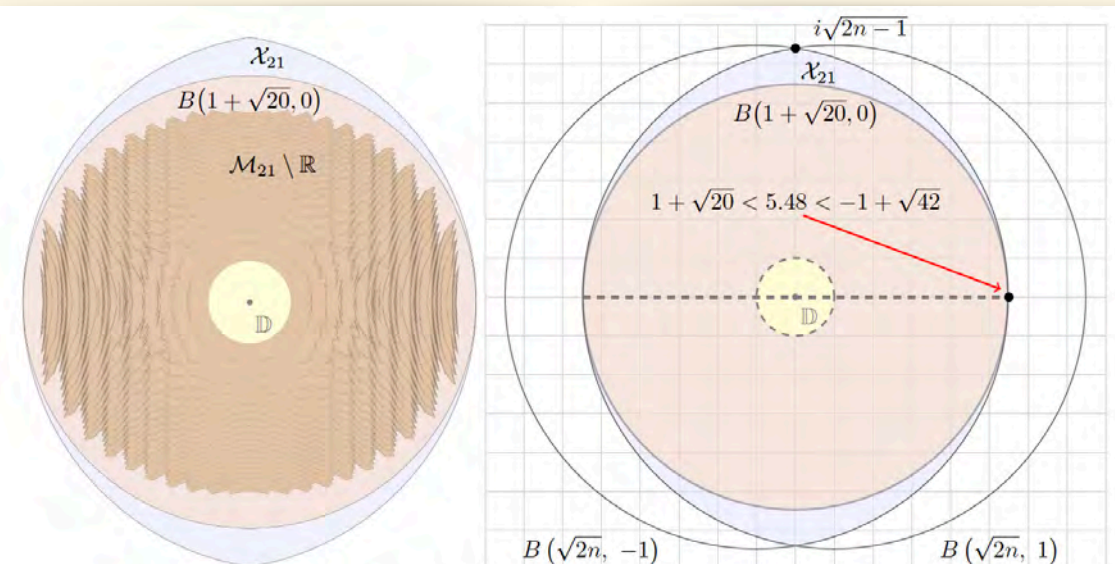 𝒳₂₁
B(1 + √20, 0)
ℳ₂₁ \ ℝ
𝔻
i√2n − 1
𝒳₂₁
B(1 + √20, 0)
1 + √20 < 5.48 < −1 + √42
𝔻
B (√2n, −1)
B (√2n, 1)